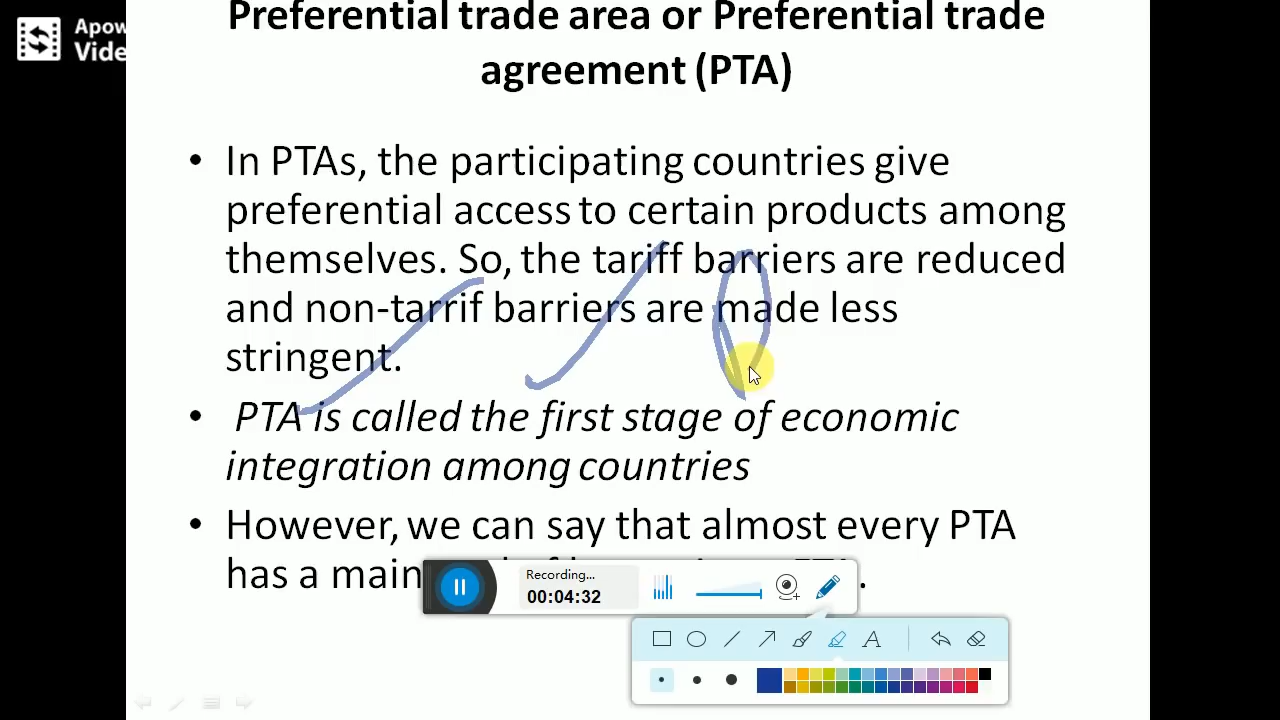 Apow
Vide
Preferential trade area or Preferential trade
agreement (PTA)
• In PTAs, the participating countries give
preferential access to certain products among
themselves. So, the tariff barriers are reduced
and non-tarrif barriers are made less
stringent.
• PTA is called the first stage of economic
integration among countries
• However, we can say that almost every PTA
has a main
Recording...
00:04:32
A